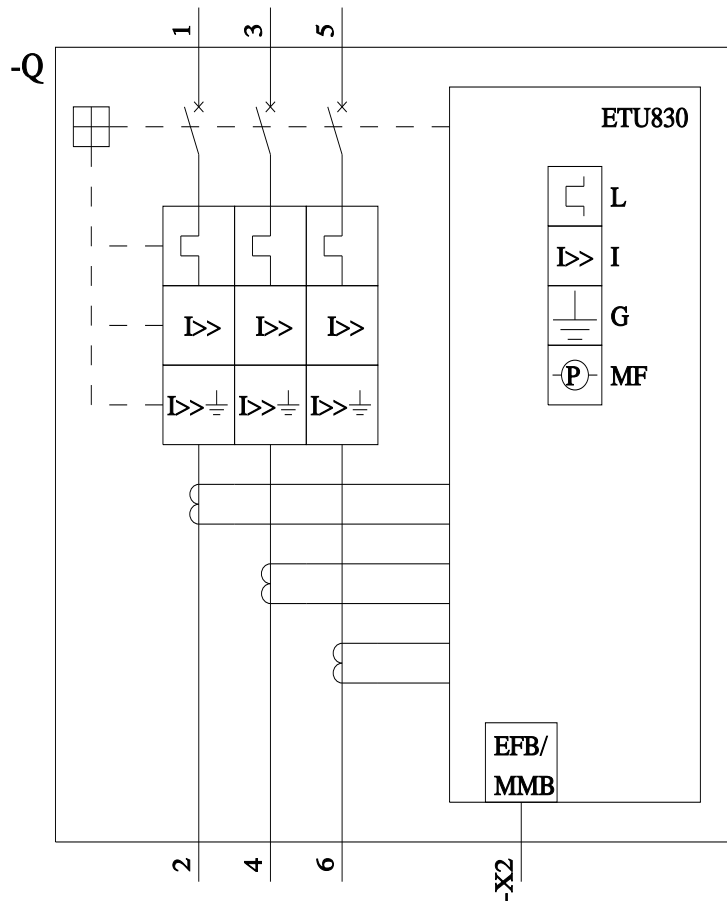 1 3 5
-Q
ETU830
L
I>> I
G
P MF
I>> I>> I>>
I>> I>> I>>
EFB/
MMB
2 4 6
-X2